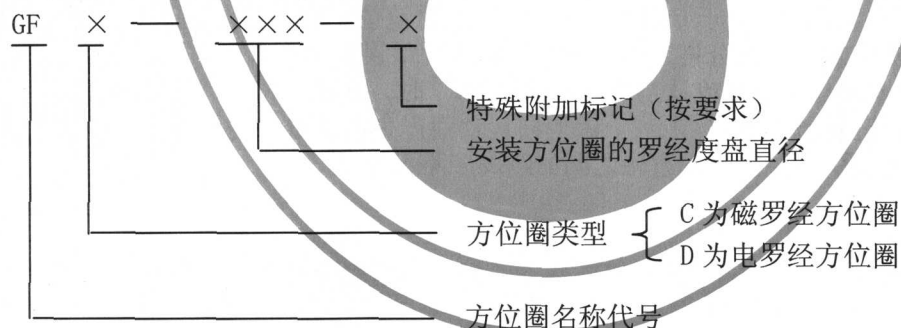 GF × — ××× — ×
特殊附加标记（按要求）
安装方位圈的罗经度盘直径
方位圈类型 { C 为磁罗经方位圈
D 为电罗经方位圈
方位圈名称代号